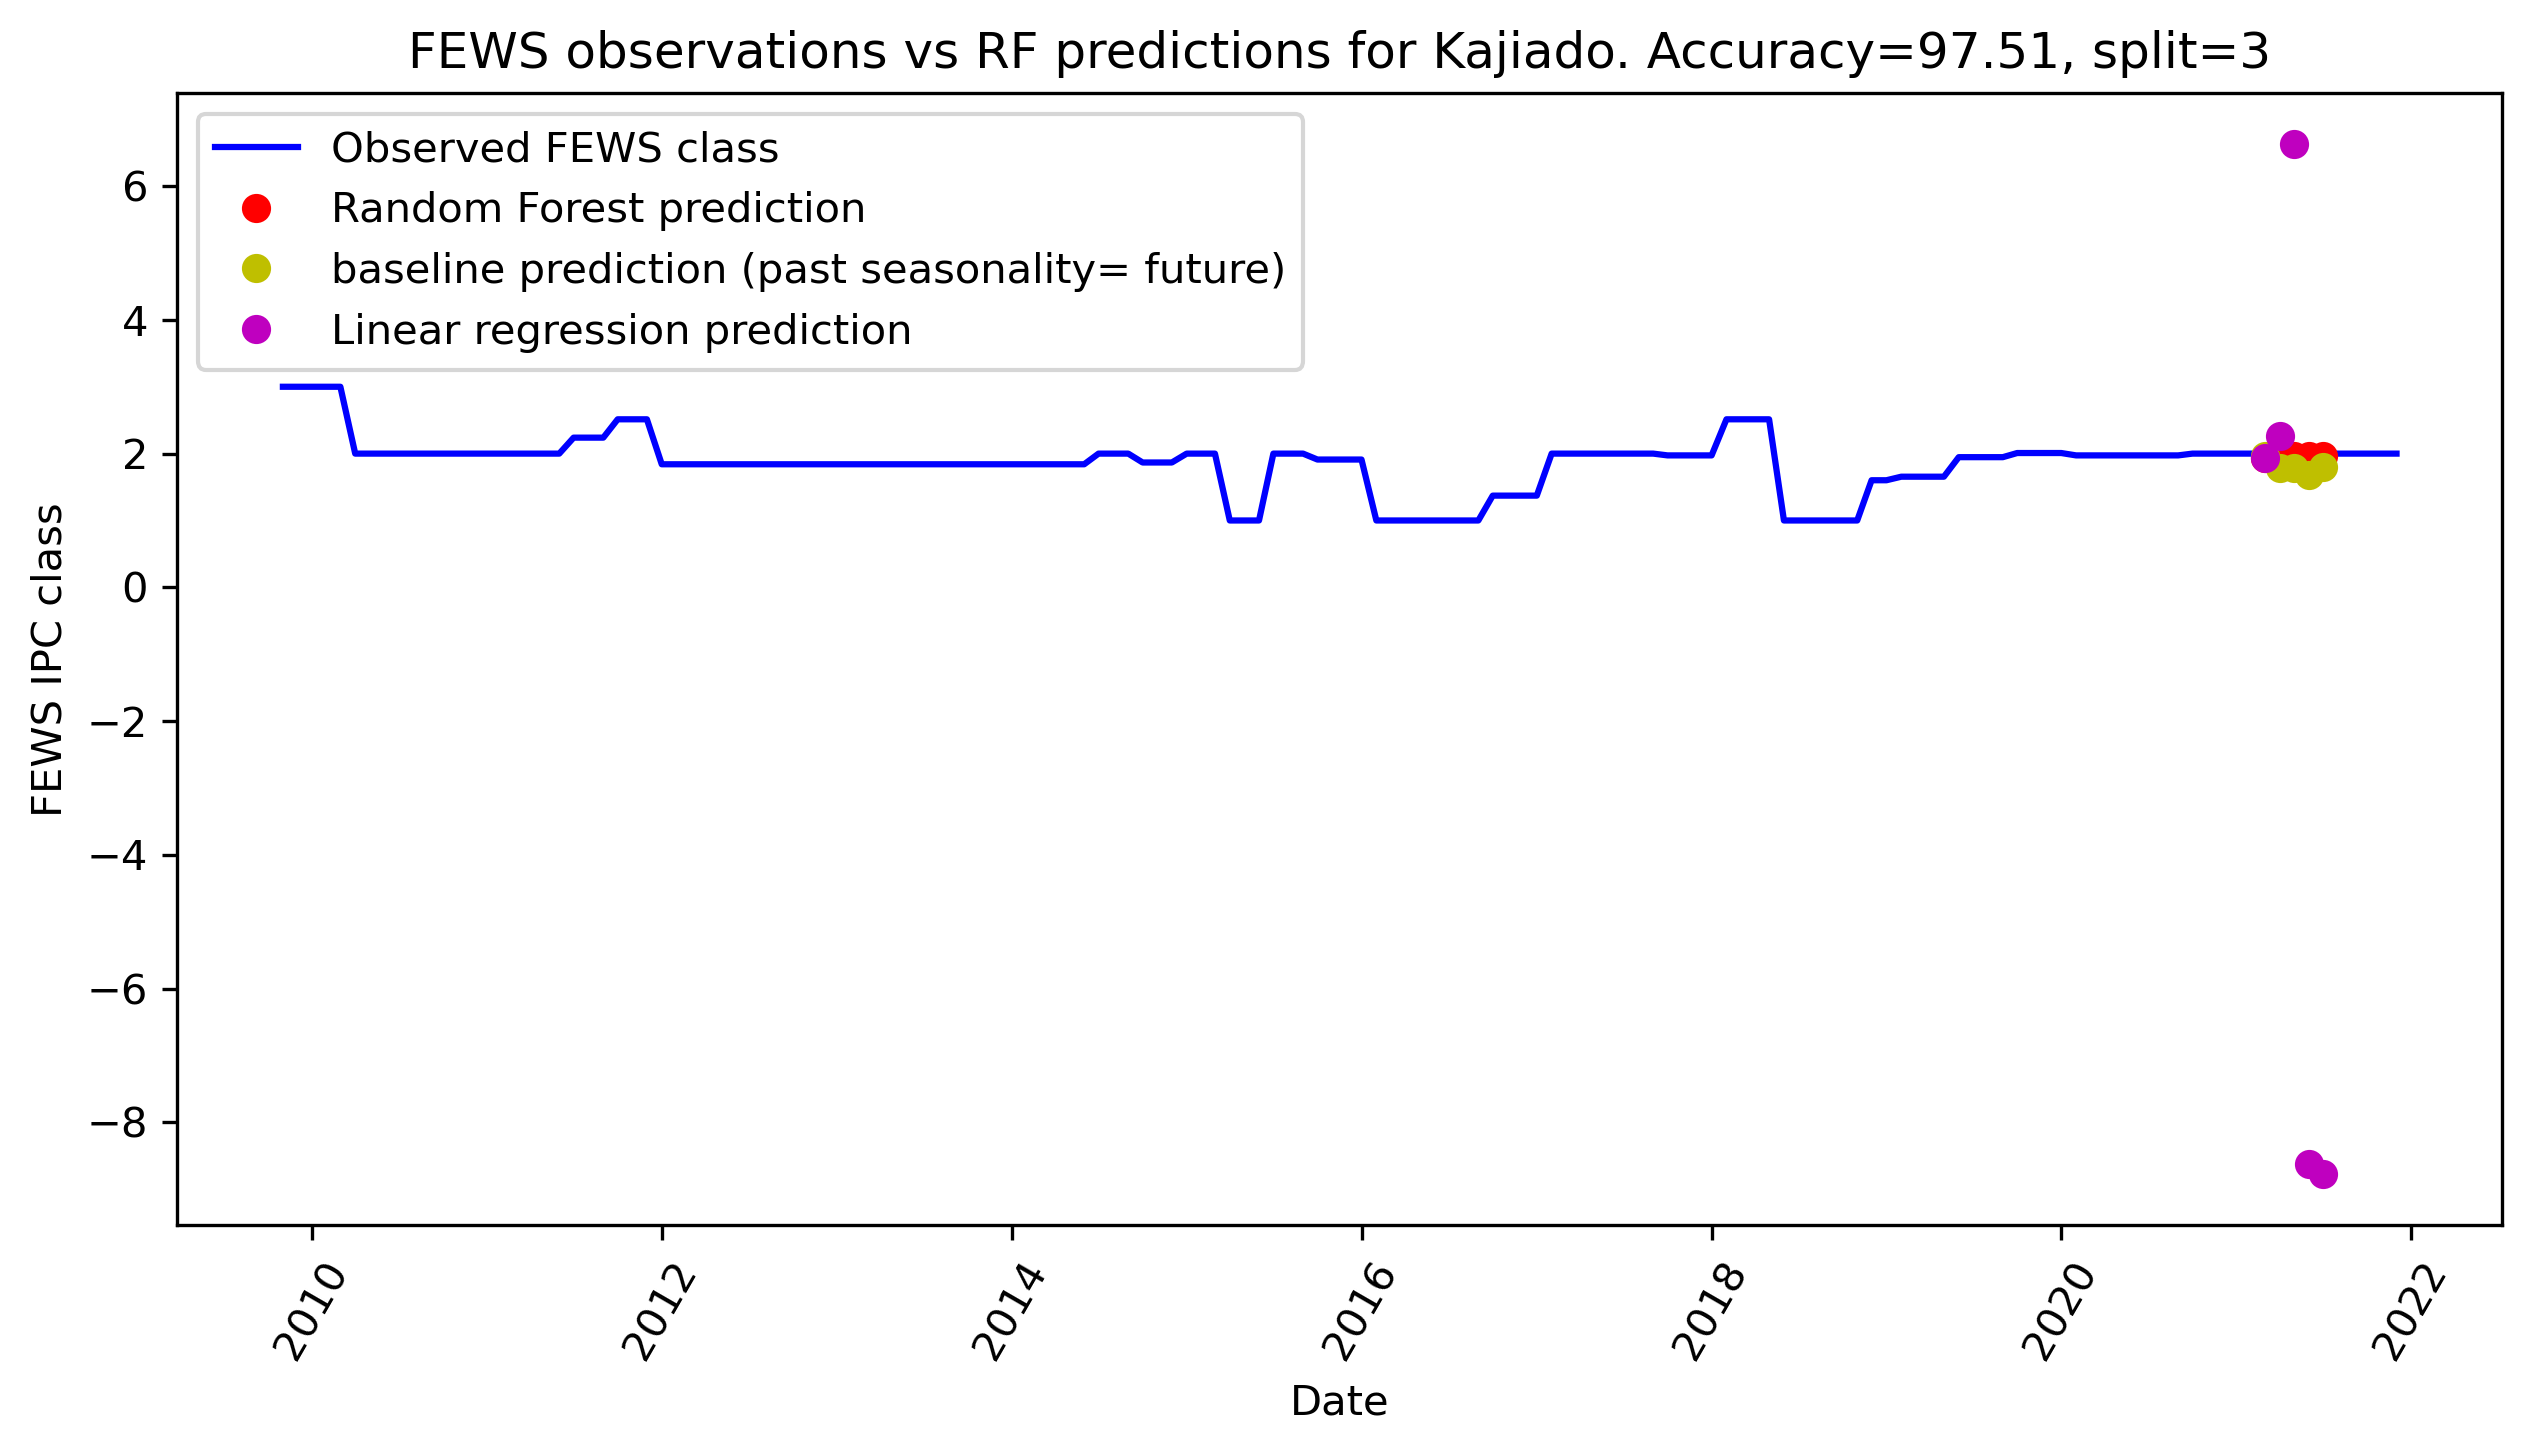 FEWS observations vs RF predictions for Kajiado. Accuracy=97.51, split=3
Observed FEWS class
Random Forest prediction
baseline prediction (past seasonality= future)
Linear regression prediction
6
4
2
0
−2
−4
−6
−8
FEWS IPC class
2010
2012
2014
2016
2018
2020
2022
Date